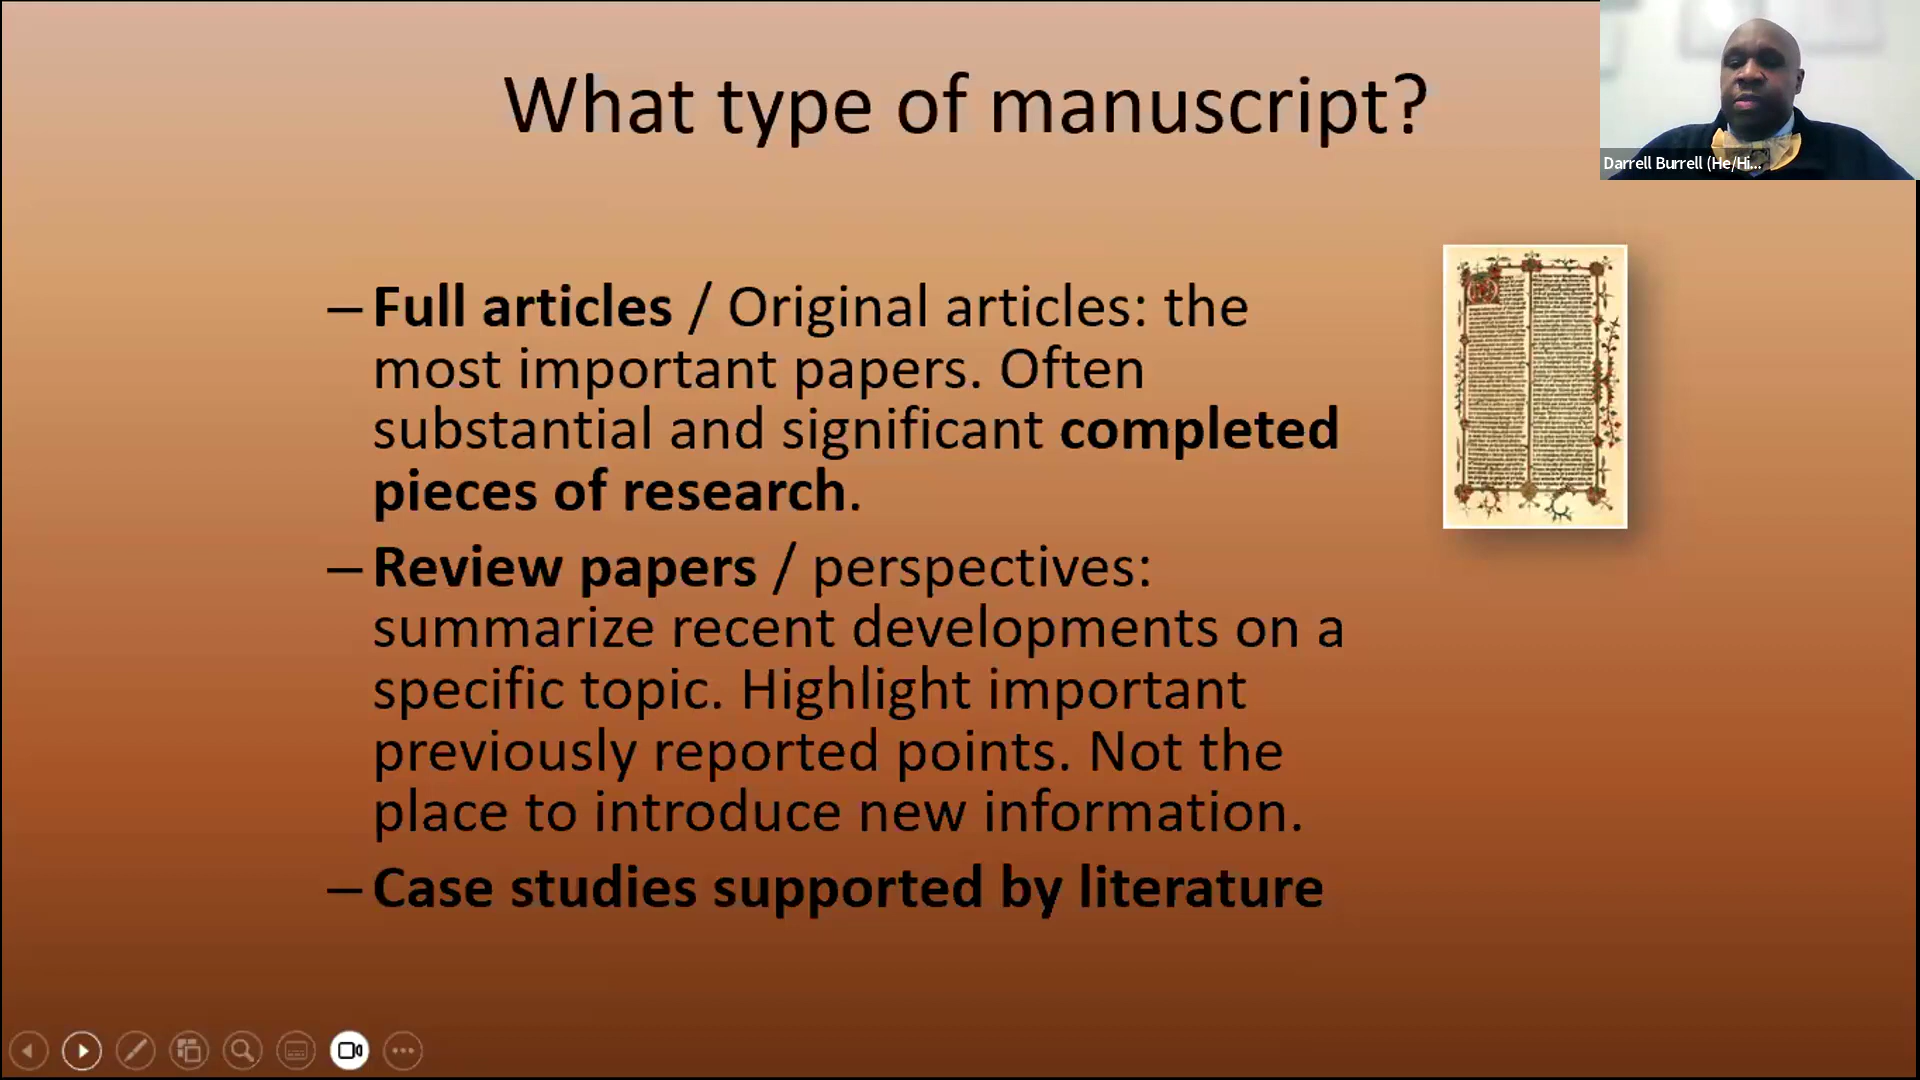 What type of manuscript?
Darrell Burrell (He/Hi...
– Full articles / Original articles: the
most important papers. Often
substantial and significant completed
pieces of research.
– Review papers / perspectives:
summarize recent developments on a
specific topic. Highlight important
previously reported points. Not the
place to introduce new information.
– Case studies supported by literature